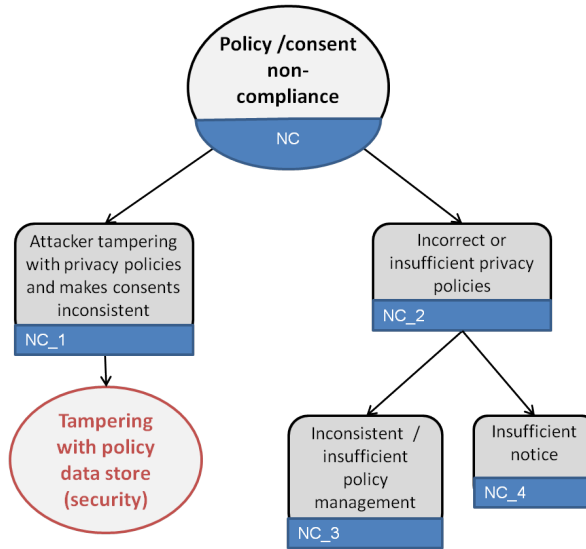 Policy /consent
non-
compliance
NC
Attacker tampering
with privacy policies
and makes consents
inconsistent
NC_1
Incorrect or
insufficient privacy
policies
NC_2
Tampering
with policy
data store
(security)
Inconsistent /
insufficient
policy
management
NC_3
Insufficient
notice
NC_4